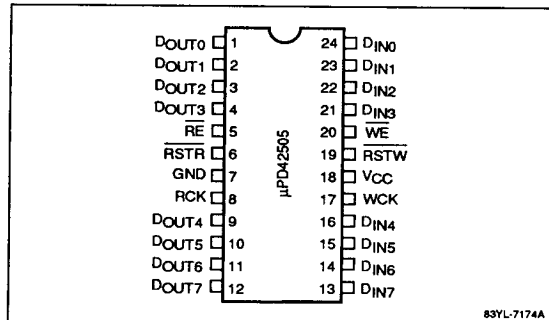 DOUT0 1 24 DIN0
DOUT1 2 23 DIN1
DOUT2 3 22 DIN2
DOUT3 4 21 DIN3
RE 5 20 WE
RSTR 6 19 RSTW
GND 7 18 VCC
RCK 8 17 WCK
DOUT4 9 16 DIN4
DOUT5 10 15 DIN5
DOUT6 11 14 DIN6
DOUT7 12 13 DIN7
µPD42505
83YL-7174A